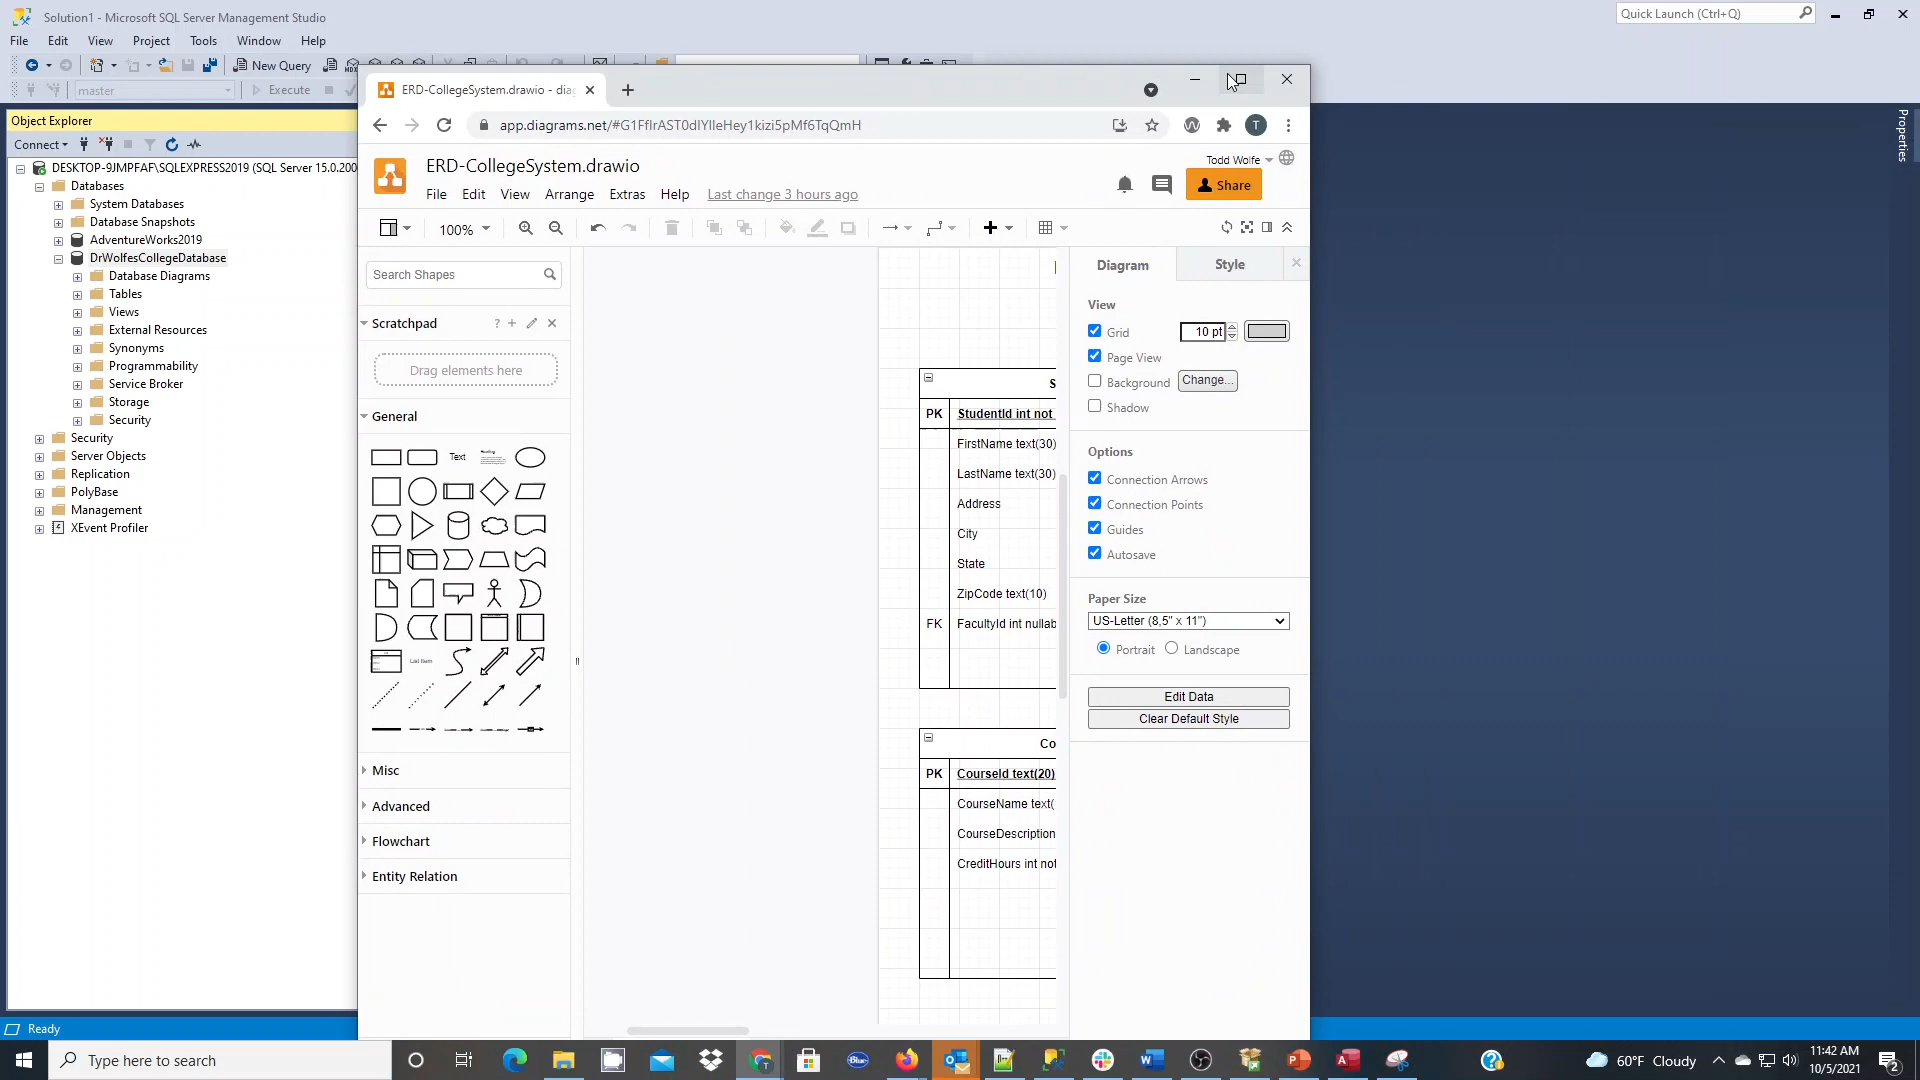 Solution1 - Microsoft SQL Server Management Studio
Quick Launch (Ctrl+Q)
File Edit View Project Tools Window Help
New Query
master Execute
Object Explorer
Connect
DESKTOP-9JMPFAF\SQLEXPRESS2019 (SQL Server 15.0.200
Databases
System Databases
Database Snapshots
AdventureWorks2019
DrWolfesCollegeDatabase
Database Diagrams
Tables
Views
External Resources
Synonyms
Programmability
Service Broker
Storage
Security
Security
Server Objects
Replication
PolyBase
Management
XEvent Profiler
Ready
Properties
ERD-CollegeSystem.drawio - dia
app.diagrams.net/#G1FfIrAST0dIYIleHey1kizi5pMf6TqQmH
T
ERD-CollegeSystem.drawio
Todd Wolfe
File Edit View Arrange Extras Help Last change 3 hours ago
Share
100%
Search Shapes
Scratchpad
?
Drag elements here
General
Text
Heading
List Item
Misc
Advanced
Flowchart
Entity Relation
S
PK StudentId int not
FirstName text(30)
LastName text(30)
Address
City
State
ZipCode text(10)
FK FacultyId int nullab
Co
PK CourseId text(20)
CourseName text(
CourseDescription
CreditHours int not
Diagram Style
View
Grid 10 pt
Page View
Background Change...
Shadow
Options
Connection Arrows
Connection Points
Guides
Autosave
Paper Size
US-Letter (8,5" x 11")
Portrait Landscape
Edit Data
Clear Default Style
Type here to search
Blue
60°F Cloudy
11:42 AM
10/5/2021
2